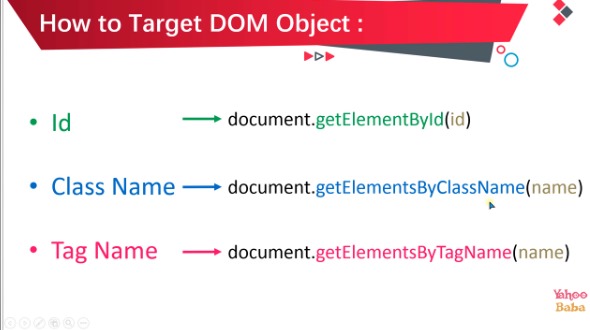 How to Target DOM Object :
• Id document.getElementById(id)
• Class Name document.getElementsByClassName(name)
• Tag Name document.getElementsByTagName(name)
Yahoo
Baba